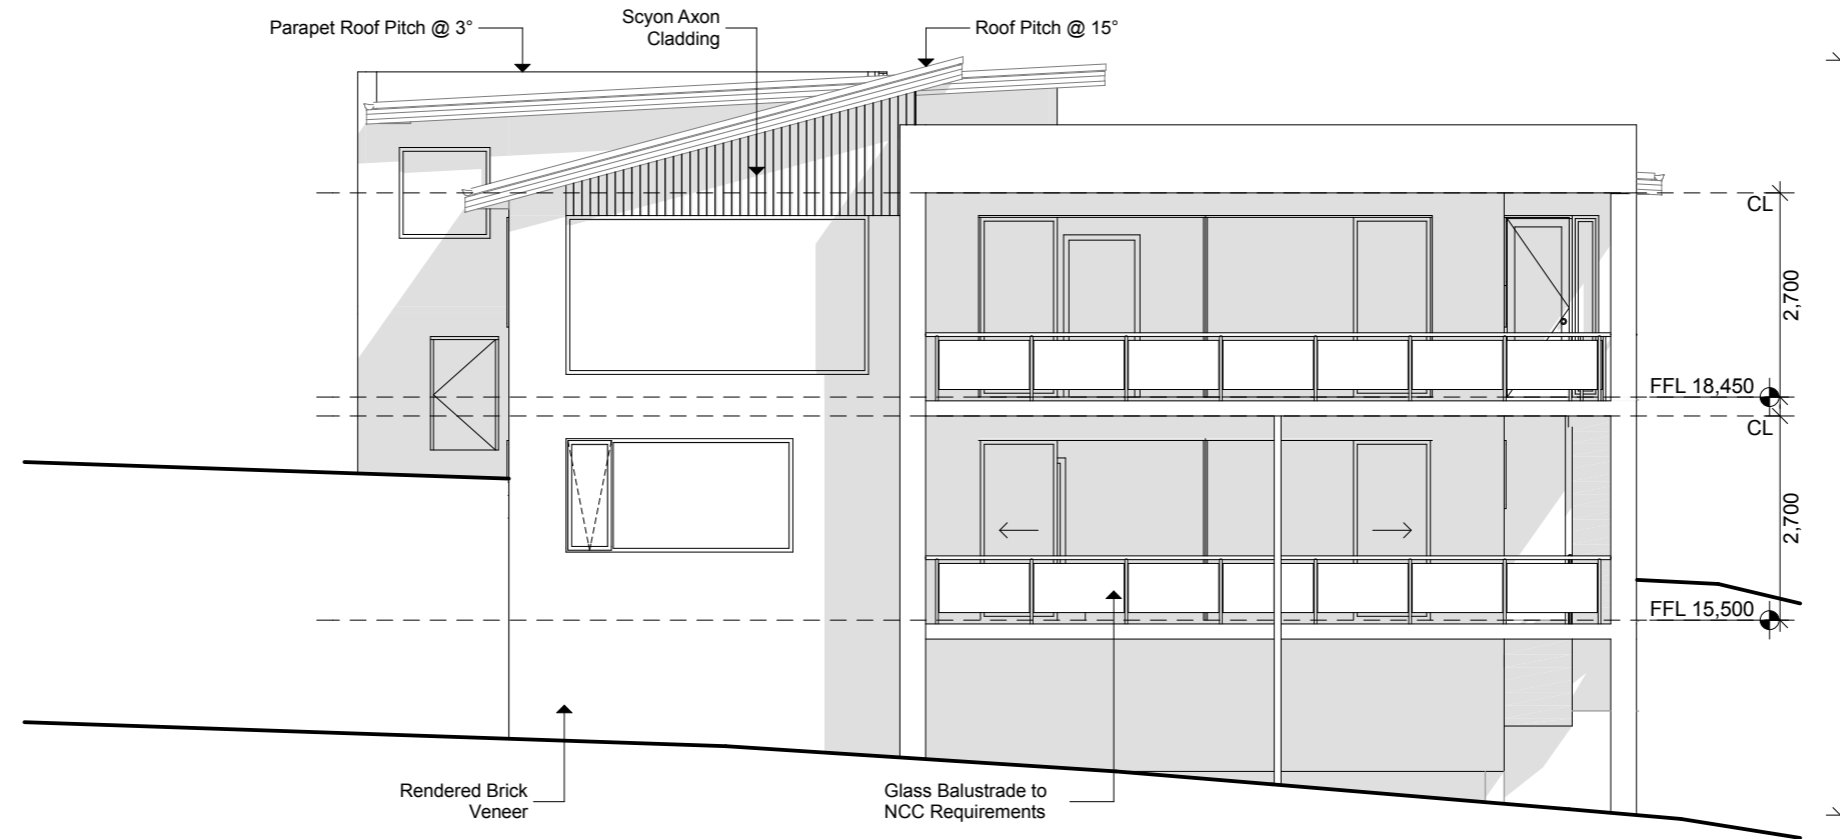 Parapet Roof Pitch @ 3°
Scyon Axon
Cladding
Roof Pitch @ 15°
CL
2,700
FFL 18,450
CL
2,700
FFL 15,500
Rendered Brick
Veneer
Glass Balustrade to
NCC Requirements